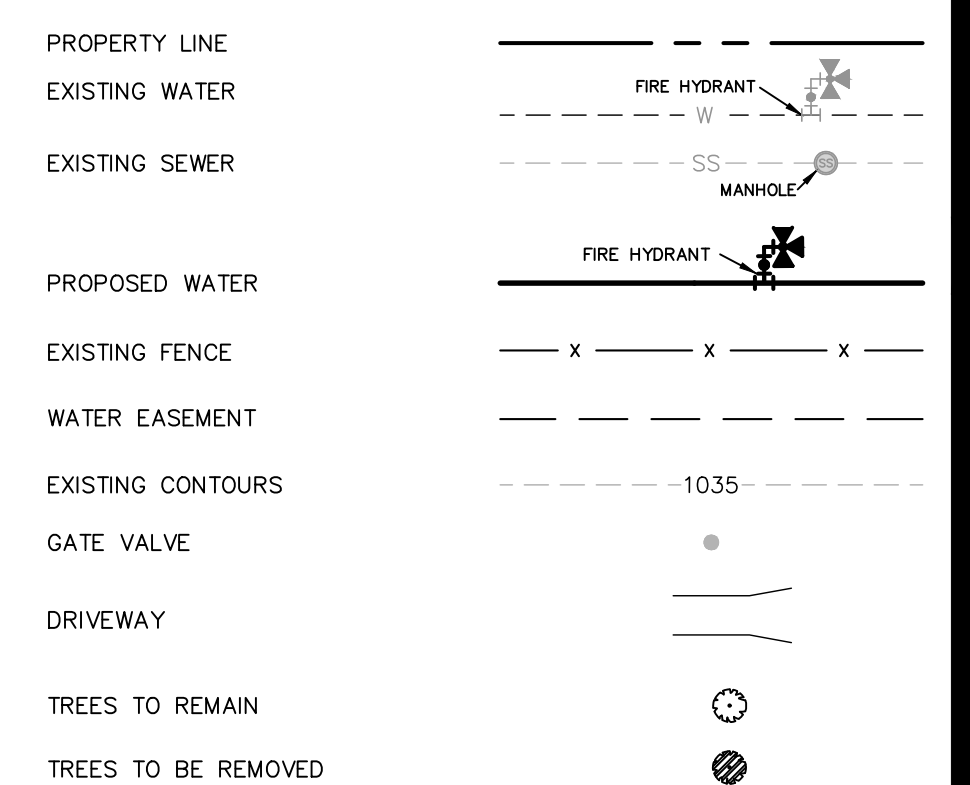 PROPERTY LINE
EXISTING WATER
FIRE HYDRANT
W
EXISTING SEWER
SS
SS
MANHOLE
FIRE HYDRANT
PROPOSED WATER
EXISTING FENCE
X X X
WATER EASEMENT
EXISTING CONTOURS
1035
GATE VALVE
DRIVEWAY
TREES TO REMAIN
TREES TO BE REMOVED